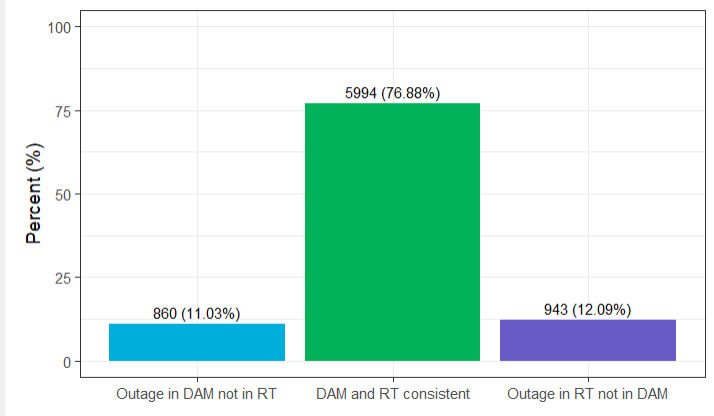 100
75
50
25
0
Percent (%)
860 (11.03%)
5994 (76.88%)
943 (12.09%)
Outage in DAM not in RT
DAM and RT consistent
Outage in RT not in DAM